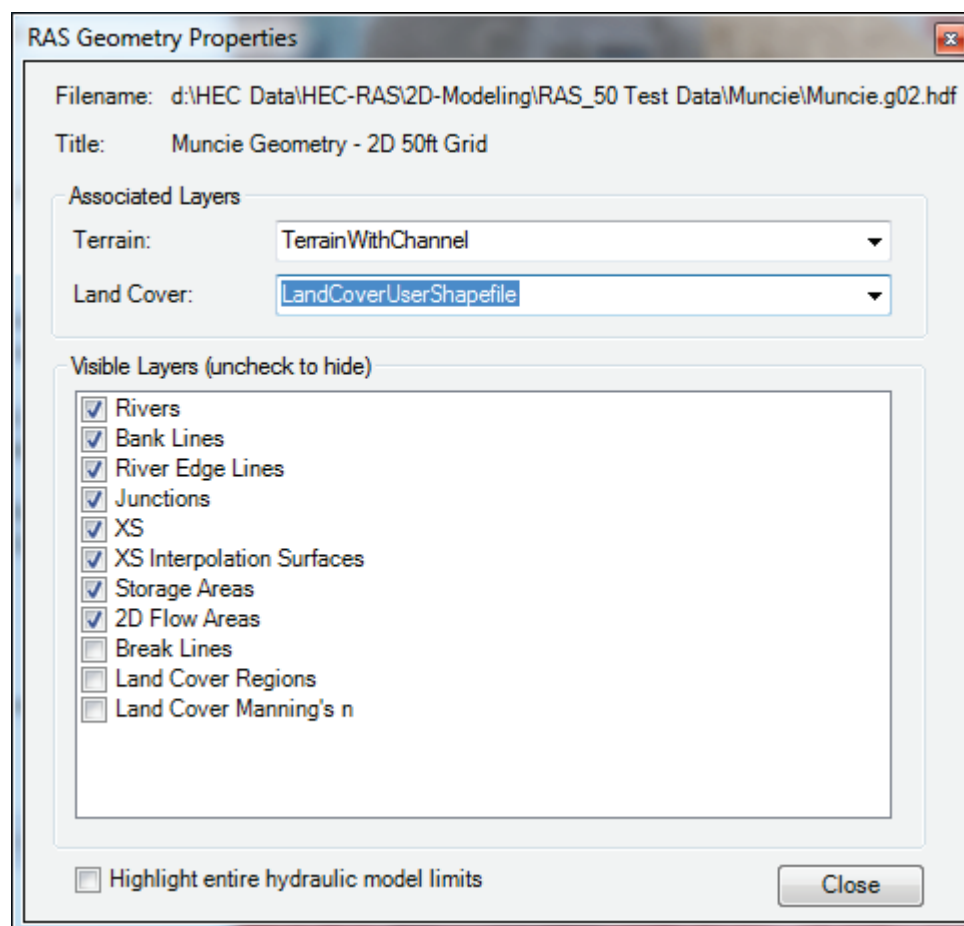 RAS Geometry Properties
Filename: d:\HEC Data\HEC-RAS\2D-Modeling\RAS_50 Test Data\Muncie\Muncie.g02.hdf
Title: Muncie Geometry - 2D 50ft Grid
Associated Layers
Terrain: TerrainWithChannel
Land Cover: LandCoverUserShapefile
Visible Layers (uncheck to hide)
Rivers
Bank Lines
River Edge Lines
Junctions
XS
XS Interpolation Surfaces
Storage Areas
2D Flow Areas
Break Lines
Land Cover Regions
Land Cover Manning's n
Highlight entire hydraulic model limits
Close